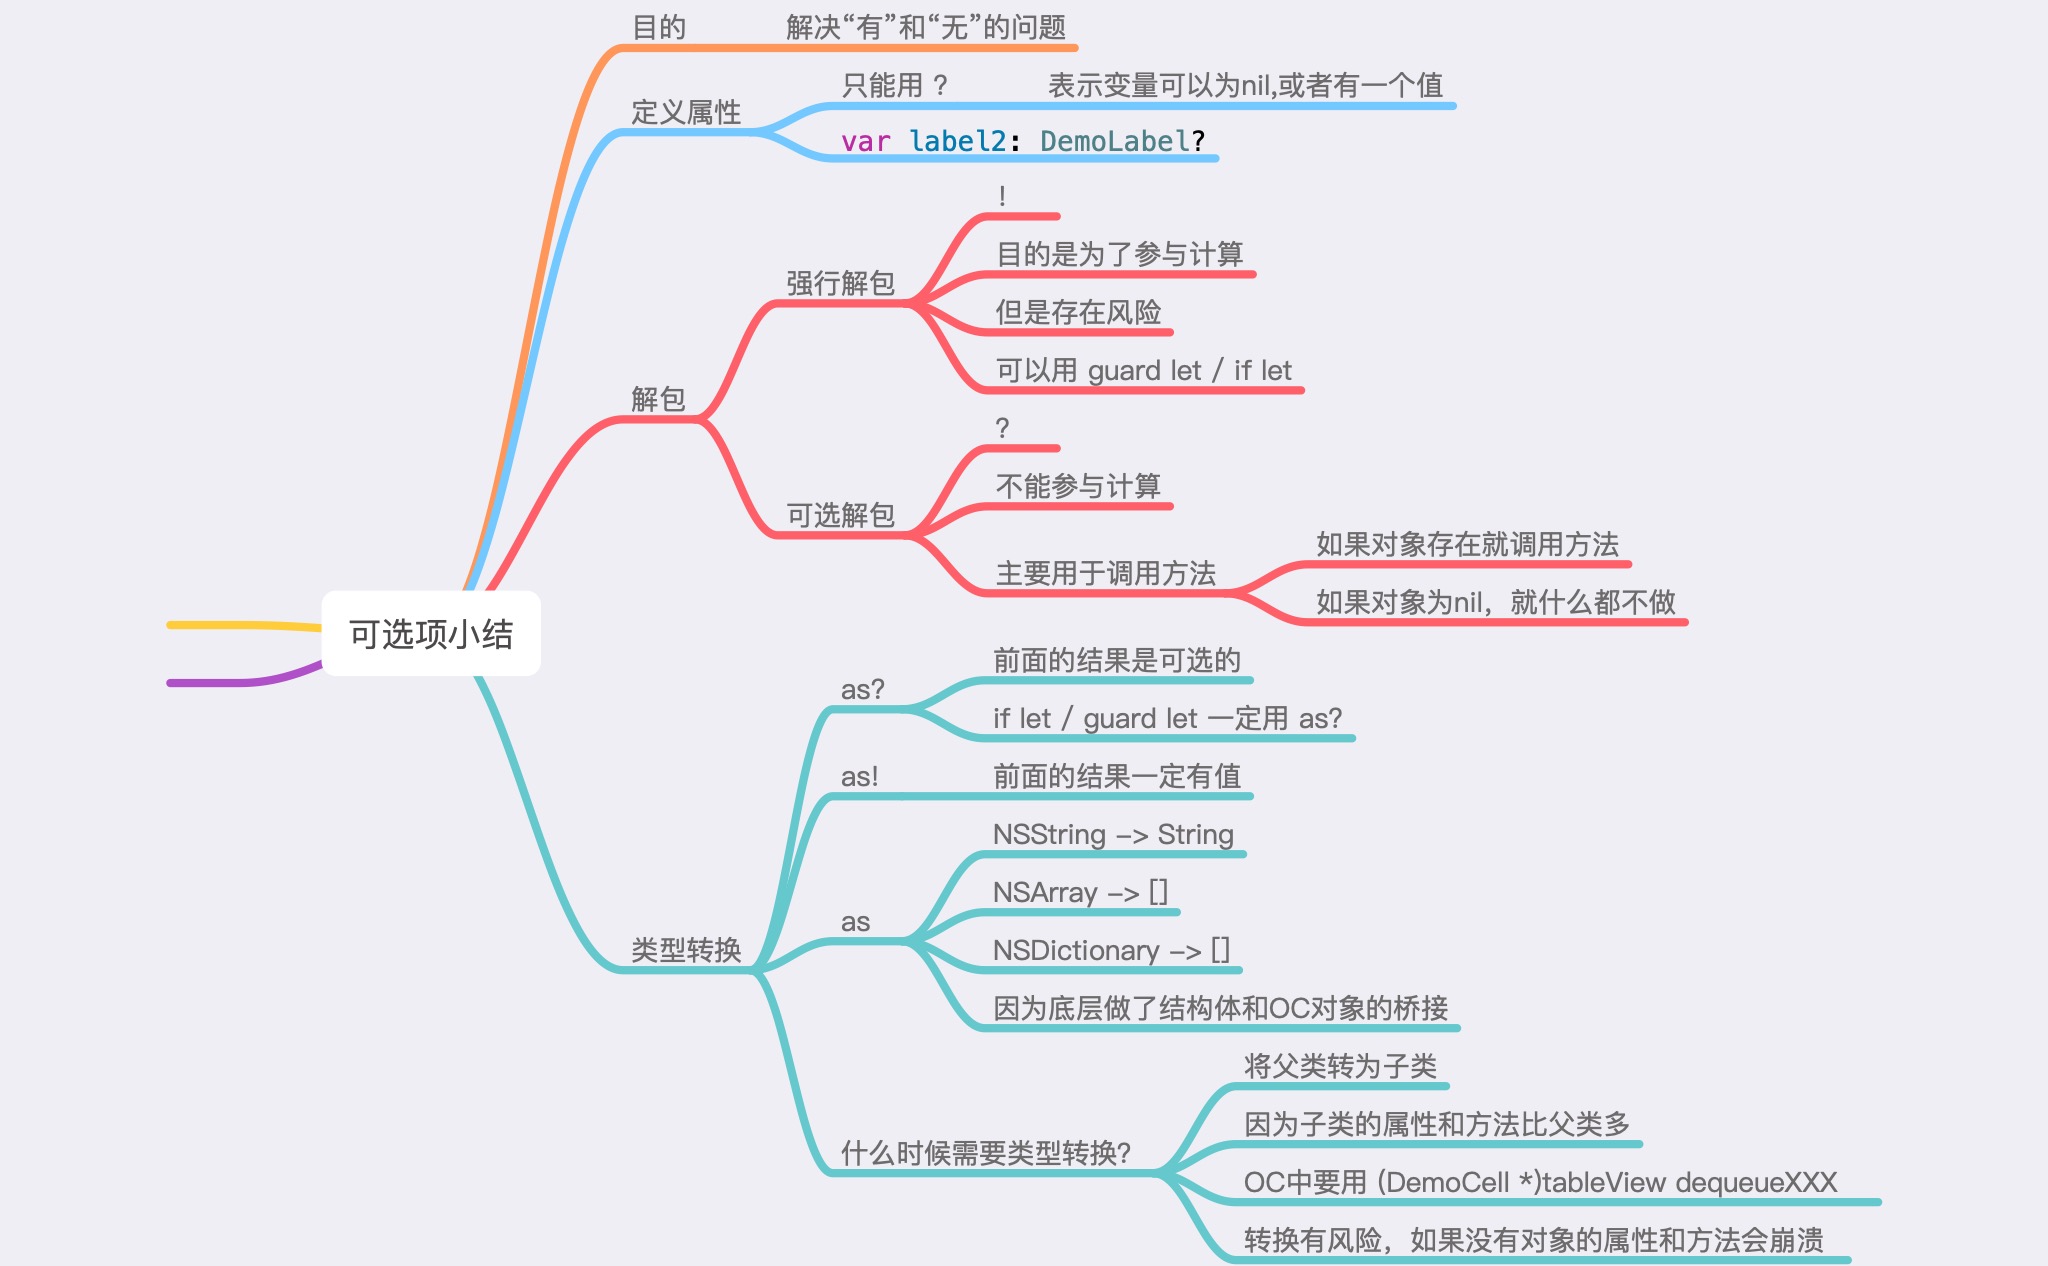 目的
解决“有”和“无”的问题
定义属性
只能用 ?
表示变量可以为nil,或者有一个值
var label2: DemoLabel?
解包
强行解包
!
目的是为了参与计算
但是存在风险
可以用 guard let / if let
可选解包
?
不能参与计算
主要用于调用方法
如果对象存在就调用方法
如果对象为nil，就什么都不做
可选项小结
类型转换
as?
前面的结果是可选的
if let / guard let 一定用 as?
as!
前面的结果一定有值
as
NSString -> String
NSArray -> []
NSDictionary -> []
因为底层做了结构体和OC对象的桥接
什么时候需要类型转换?
将父类转为子类
因为子类的属性和方法比父类多
OC中要用 (DemoCell *)tableView dequeueXXX
转换有风险，如果没有对象的属性和方法会崩溃